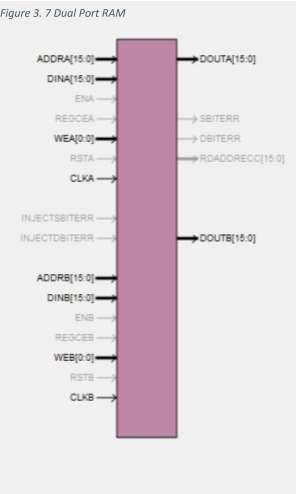 Figure 3. 7 Dual Port RAM
ADDRA[15:0]
DOUTA[15:0]
DINA[15:0]
ENA
REGCEA
SBITERR
WEA[0:0]
DBITERR
RSTA
RDADDRECC[15:0]
CLKA
INJECTSBITERR
INJECTDBITERR
DOUTB[15:0]
ADDRB[15:0]
DINB[15:0]
ENB
REGCEB
WEB[0:0]
RSTB
CLKB